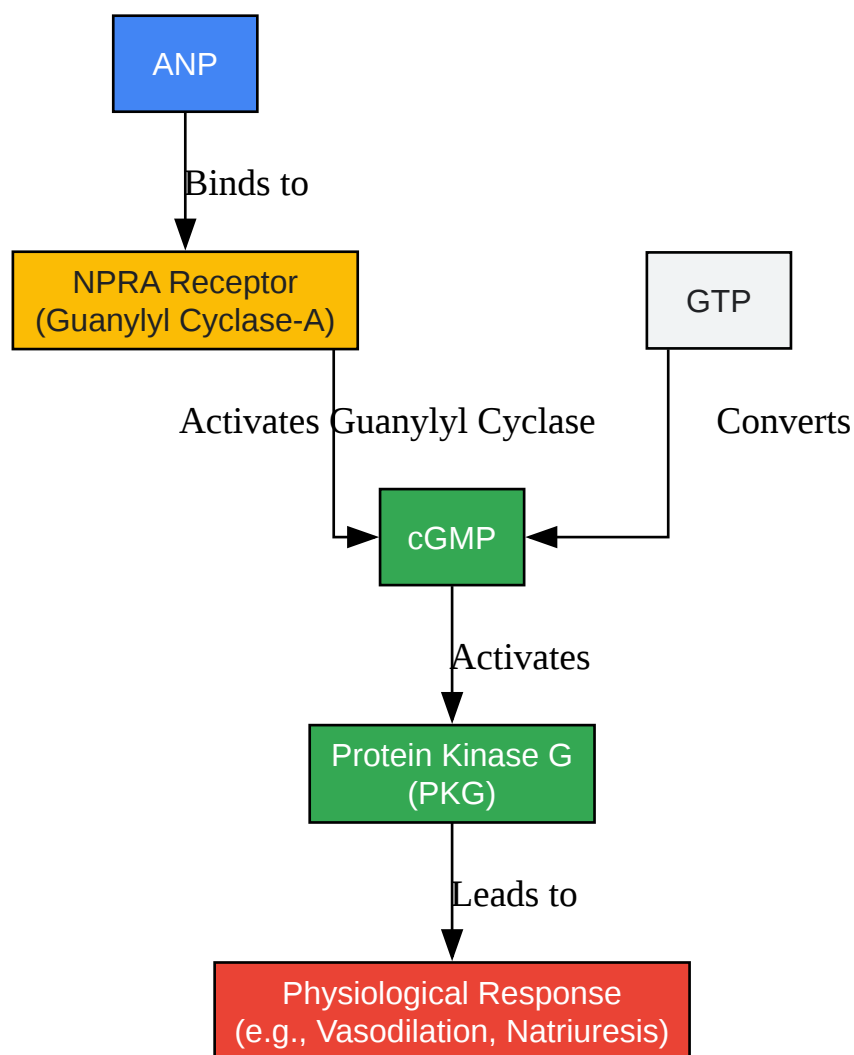 ANP
Binds to
NPRA Receptor
(Guanylyl Cyclase-A)
GTP
Activates Guanylyl Cyclase
Converts
cGMP
Activates
Protein Kinase G
(PKG)
Leads to
Physiological Response
(e.g., Vasodilation, Natriuresis)